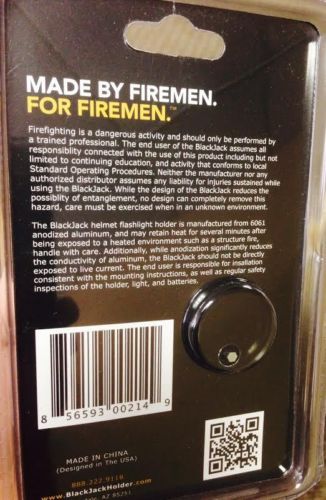 MADE BY FIREMEN.
FOR FIREMEN.™
Firefighting is a dangerous activity and should only be performed by
a trained professional. The end user of the BlackJack assumes all
responsiblity connected with the use of this product including but not
limited to continuing education, and activity that conforms to local
Standard Operating Procedures. Neither the manufacturer nor any
authorized distributor assumes any liability for injuries sustained while
using the BlackJack. While the design of the BlackJack reduces the
possiblity of entanglement, no design can completely remove this
hazard, care must be exercised when in an unknown environment.
The BlackJack helmet flashlight holder is manufactured from 6061
anodized aluminum, and may retain heat for several minutes after
being exposed to a heated environment such as a structure fire,
handle with care. Additionally, while anodization significantly reduces
the conductivity of aluminum, the BlackJack should not be directly
exposed to live current. The end user is responsible for insallation
consistent with the mounting instructions, as well as regular safety
inspections of the holder, light, and batteries.
8 56593 00214 9
MADE IN CHINA
(Designed in The USA)
888.222.9118
www.BlackJackHolder.com
AZ 85251